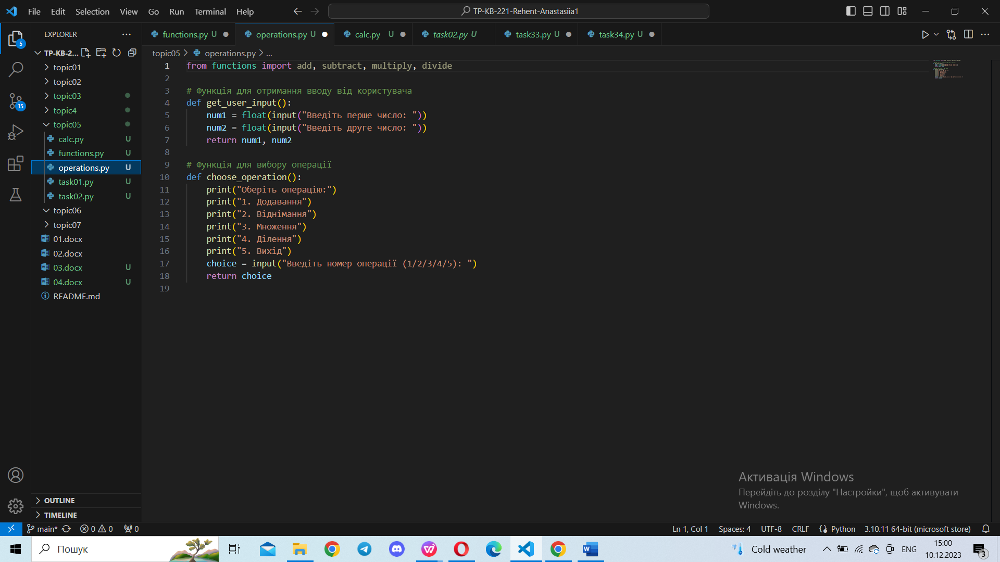 File Edit Selection View Go Run Terminal Help
TP-KB-221-Rehent-Anastasiia1
EXPLORER
TP-KB-2...
topic01
topic02
topic03
topic4
topic05
calc.py U
functions.py U
operations.py U
task01.py U
task02.py U
topic06
topic07
01.docx
02.docx
03.docx U
04.docx U
README.md
OUTLINE
TIMELINE
5
15
functions.py U operations.py U calc.py U task02.py U task33.py U task34.py U
topic05 > operations.py > ...
1 from functions import add, subtract, multiply, divide
2
3 # Функція для отримання вводу від користувача
4 def get_user_input():
5 num1 = float(input("Введіть перше число: "))
6 num2 = float(input("Введіть друге число: "))
7 return num1, num2
8
9 # Функція для вибору операції
10 def choose_operation():
11 print("Оберіть операцію:")
12 print("1. Додавання")
13 print("2. Віднімання")
14 print("3. Множення")
15 print("4. Ділення")
16 print("5. Вихід")
17 choice = input("Введіть номер операції (1/2/3/4/5): ")
18 return choice
19
Активація Windows
Перейдіть до розділу "Настройки", щоб активувати
Windows.
main* 0 0 0 Ln 1, Col 1 Spaces: 4 UTF-8 CRLF Python 3.10.11 64-bit (microsoft store)
Пошук
Cold weather ENG
15:00
10.12.2023
3